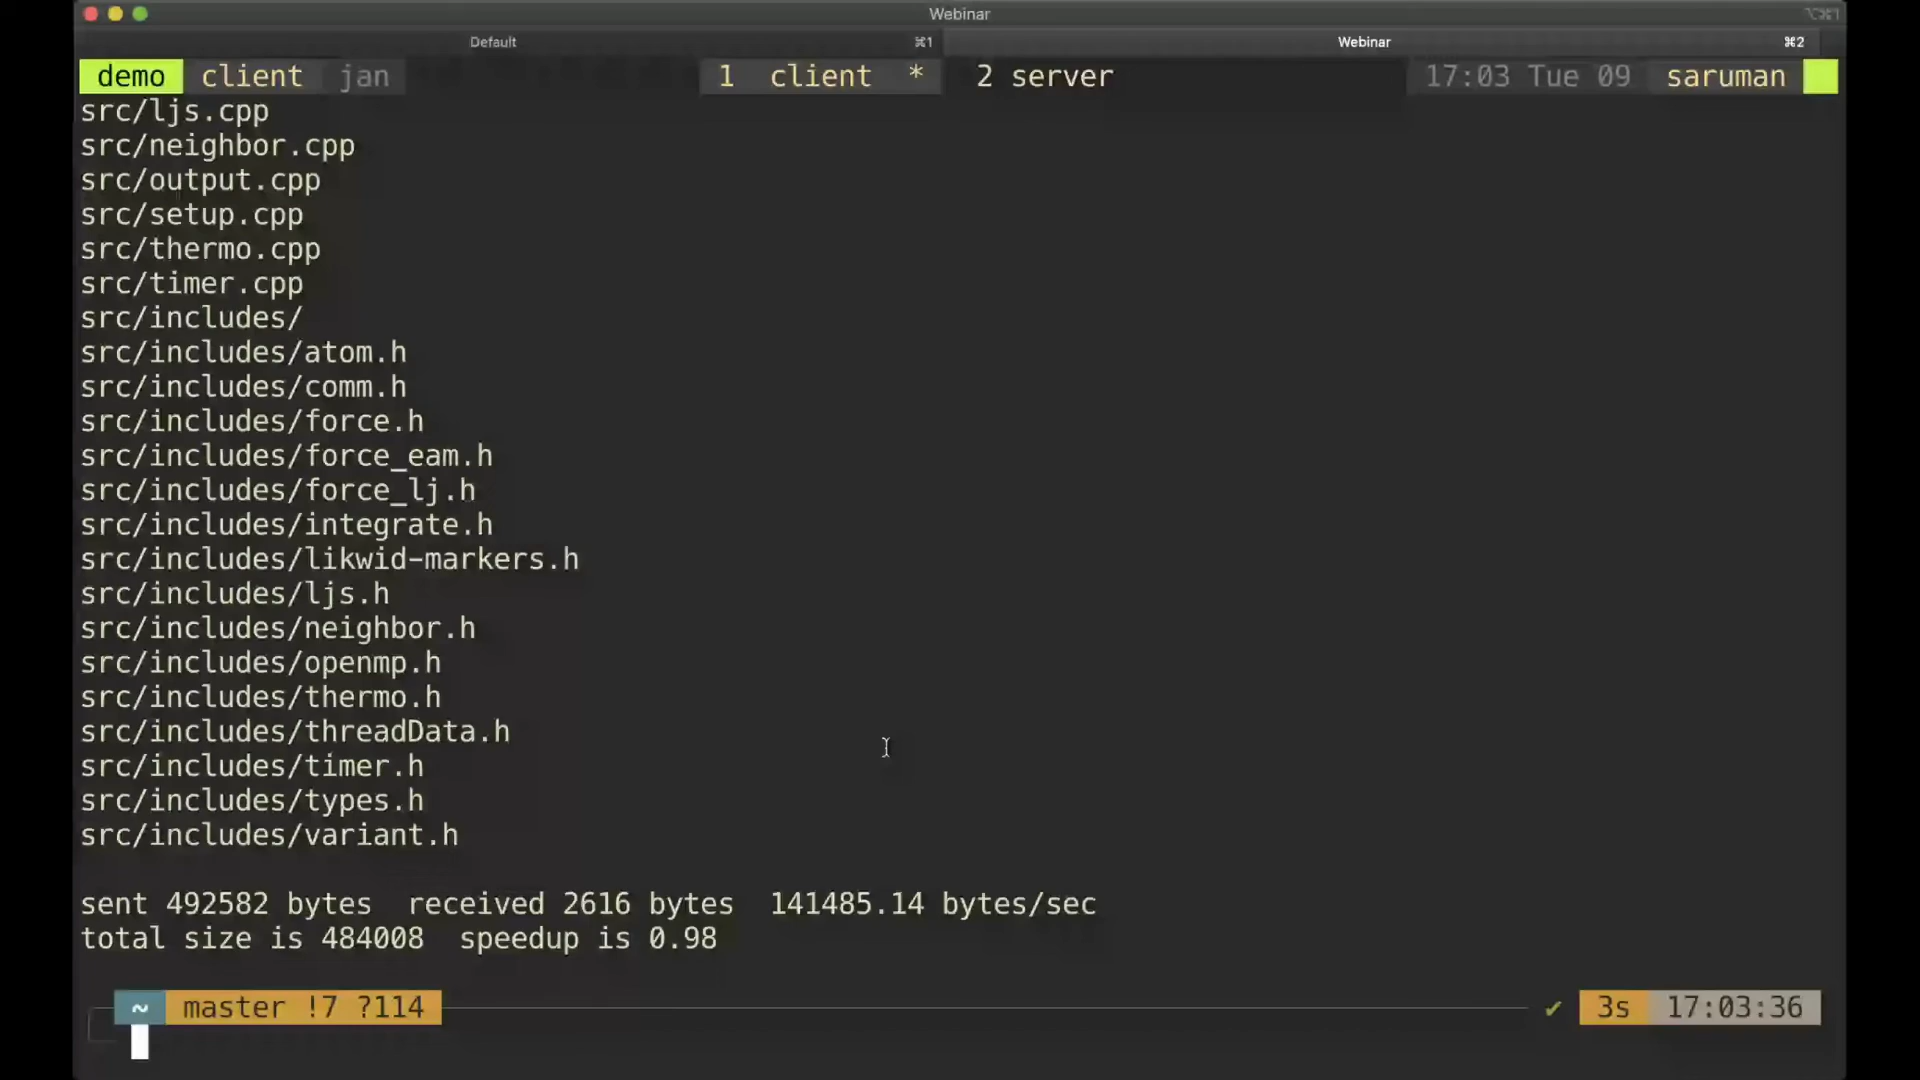 Webinar ⌥⌘1
Default ⌘1 Webinar ⌘2
demo client jan 1 client * 2 server 17:03 Tue 09 saruman
src/ljs.cpp
src/neighbor.cpp
src/output.cpp
src/setup.cpp
src/thermo.cpp
src/timer.cpp
src/includes/
src/includes/atom.h
src/includes/comm.h
src/includes/force.h
src/includes/force_eam.h
src/includes/force_lj.h
src/includes/integrate.h
src/includes/likwid-markers.h
src/includes/ljs.h
src/includes/neighbor.h
src/includes/openmp.h
src/includes/thermo.h
src/includes/threadData.h
src/includes/timer.h
src/includes/types.h
src/includes/variant.h
sent 492582 bytes  received 2616 bytes  141485.14 bytes/sec
total size is 484008  speedup is 0.98
~ master !7 ?114 ✔ 3s 17:03:36